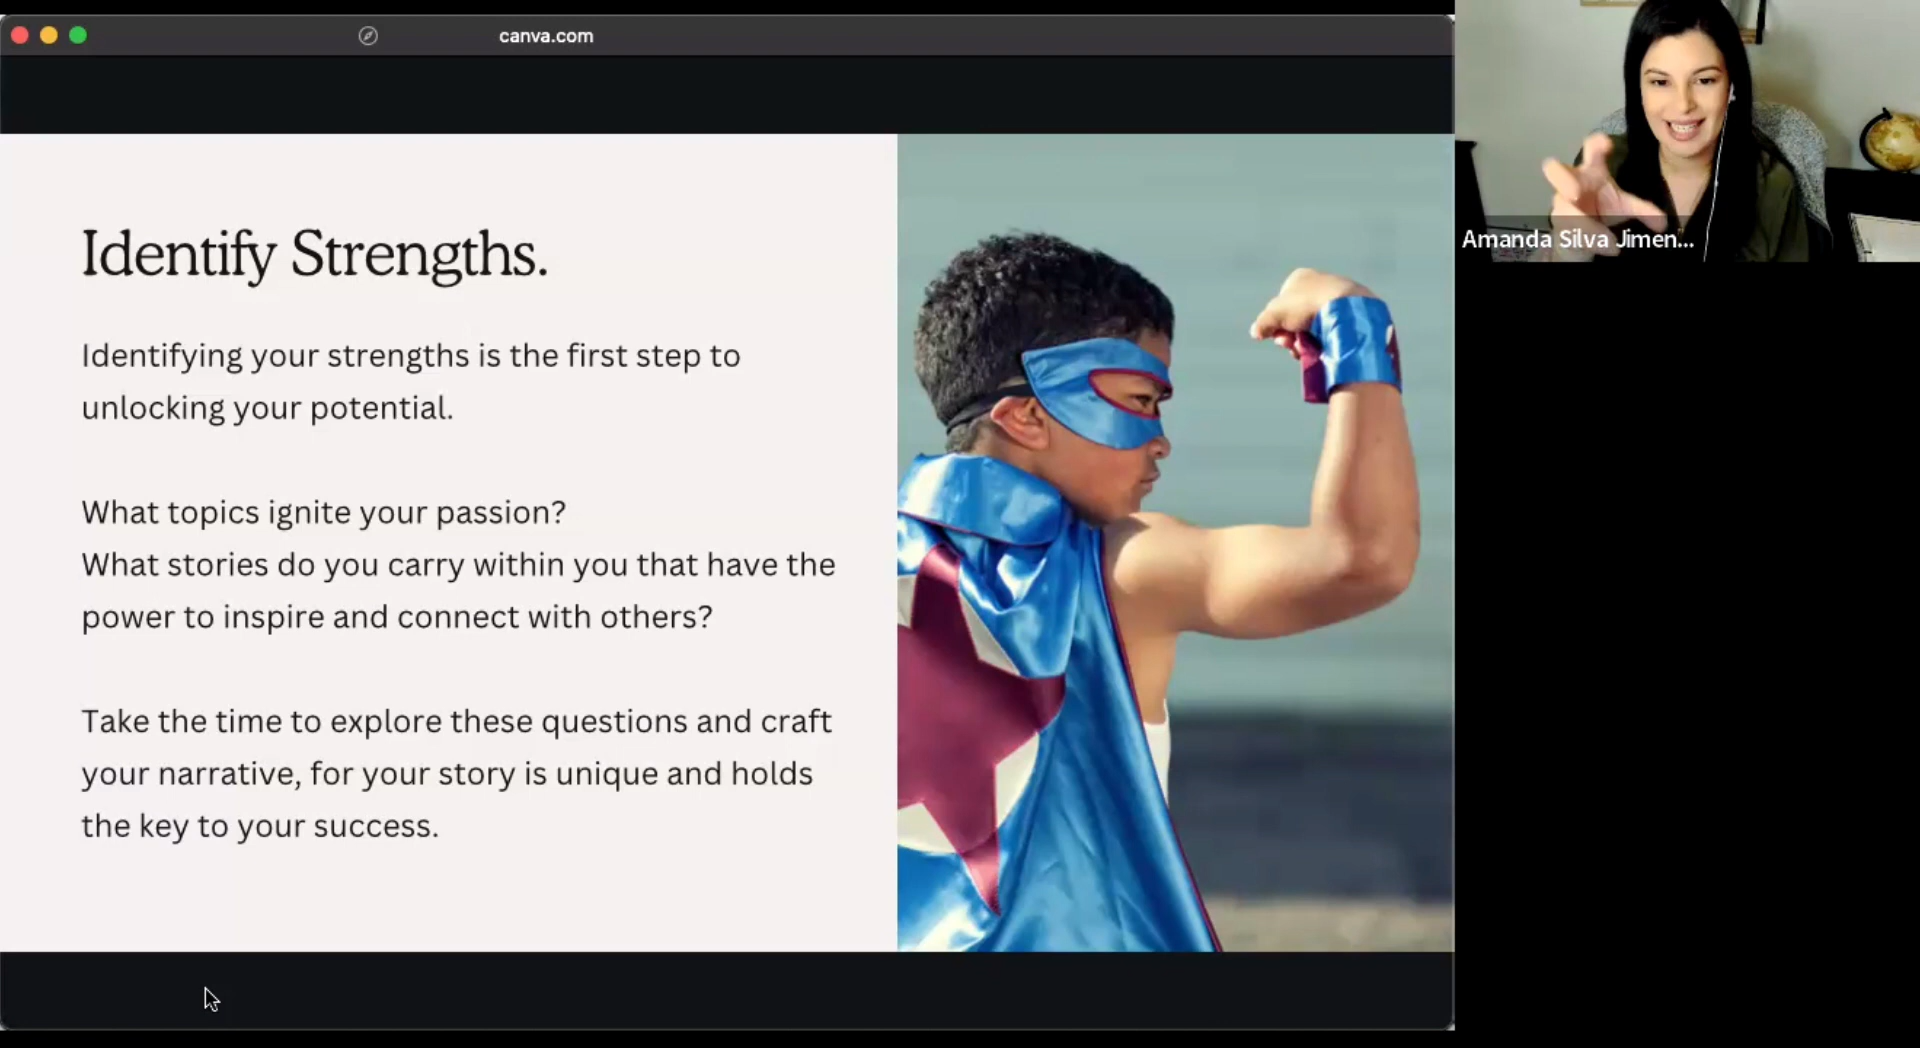 canva.com
Identify Strengths.
Identifying your strengths is the first step to
unlocking your potential.
What topics ignite your passion?
What stories do you carry within you that have the
power to inspire and connect with others?
Take the time to explore these questions and craft
your narrative, for your story is unique and holds
the key to your success.
Amanda Silva Jimen...